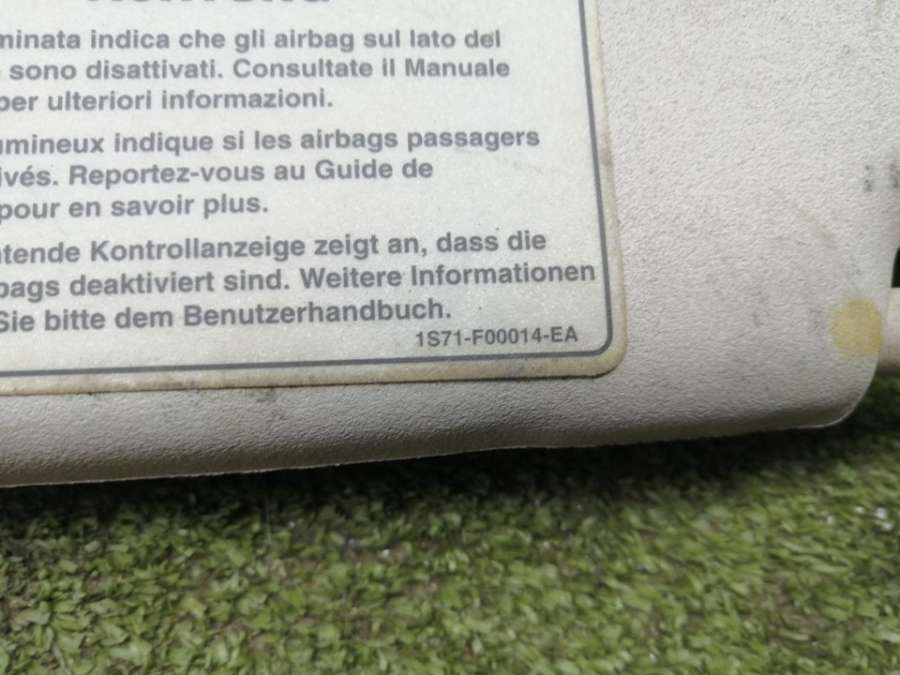 minata indica che gli airbag sul lato del
sono disattivati. Consultate il Manuale
per ulteriori informazioni.
umineux indique si les airbags passagers
ivés. Reportez-vous au Guide de
pour en savoir plus.
htende Kontrollanzeige zeigt an, dass die
bags deaktiviert sind. Weitere Informationen
Sie bitte dem Benutzerhandbuch.
1S71-F00014-EA